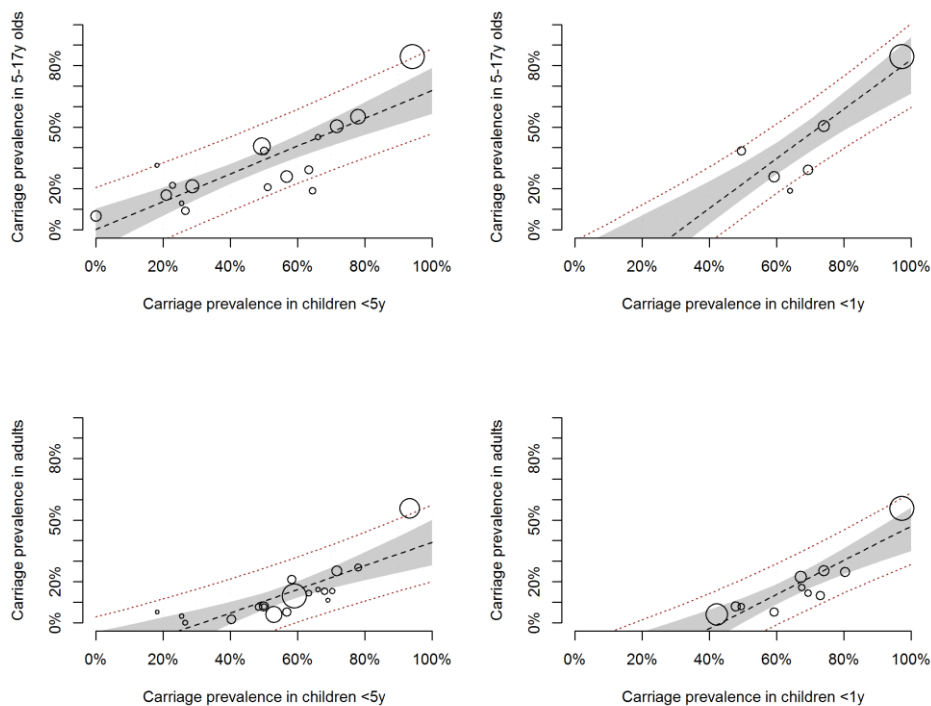 Carriage prevalence in 5-17y olds
80%
50%
20%
0%
0% 20% 40% 60% 80% 100%
Carriage prevalence in children <5y
Carriage prevalence in 5-17y olds
80%
50%
20%
0%
0% 20% 40% 60% 80% 100%
Carriage prevalence in children <1y
Carriage prevalence in adults
80%
50%
20%
0%
0% 20% 40% 60% 80% 100%
Carriage prevalence in children <5y
Carriage prevalence in adults
80%
50%
20%
0%
0% 20% 40% 60% 80% 100%
Carriage prevalence in children <1y